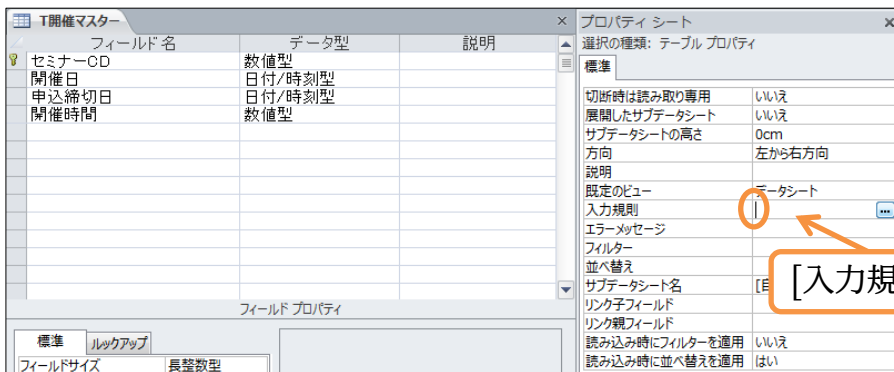 T開催マスター
フィールド名 データ型 説明
セミナーCD 数値型
開催日 日付/時刻型
申込締切日 日付/時刻型
開催時間 数値型
フィールド プロパティ
標準 ルックアップ
フィールドサイズ 長整数型
プロパティ シート
選択の種類: テーブル プロパティ
標準
切断時は読み取り専用 いいえ
展開したサブデータシート いいえ
サブデータシートの高さ 0cm
方向 左から右方向
説明
既定のビュー データシート
入力規則
エラーメッセージ
フィルター
並べ替え
サブデータシート名 [自
リンク子フィールド
リンク親フィールド
読み込み時にフィルターを適用 いいえ
読み込み時に並べ替えを適用 はい
[入力規